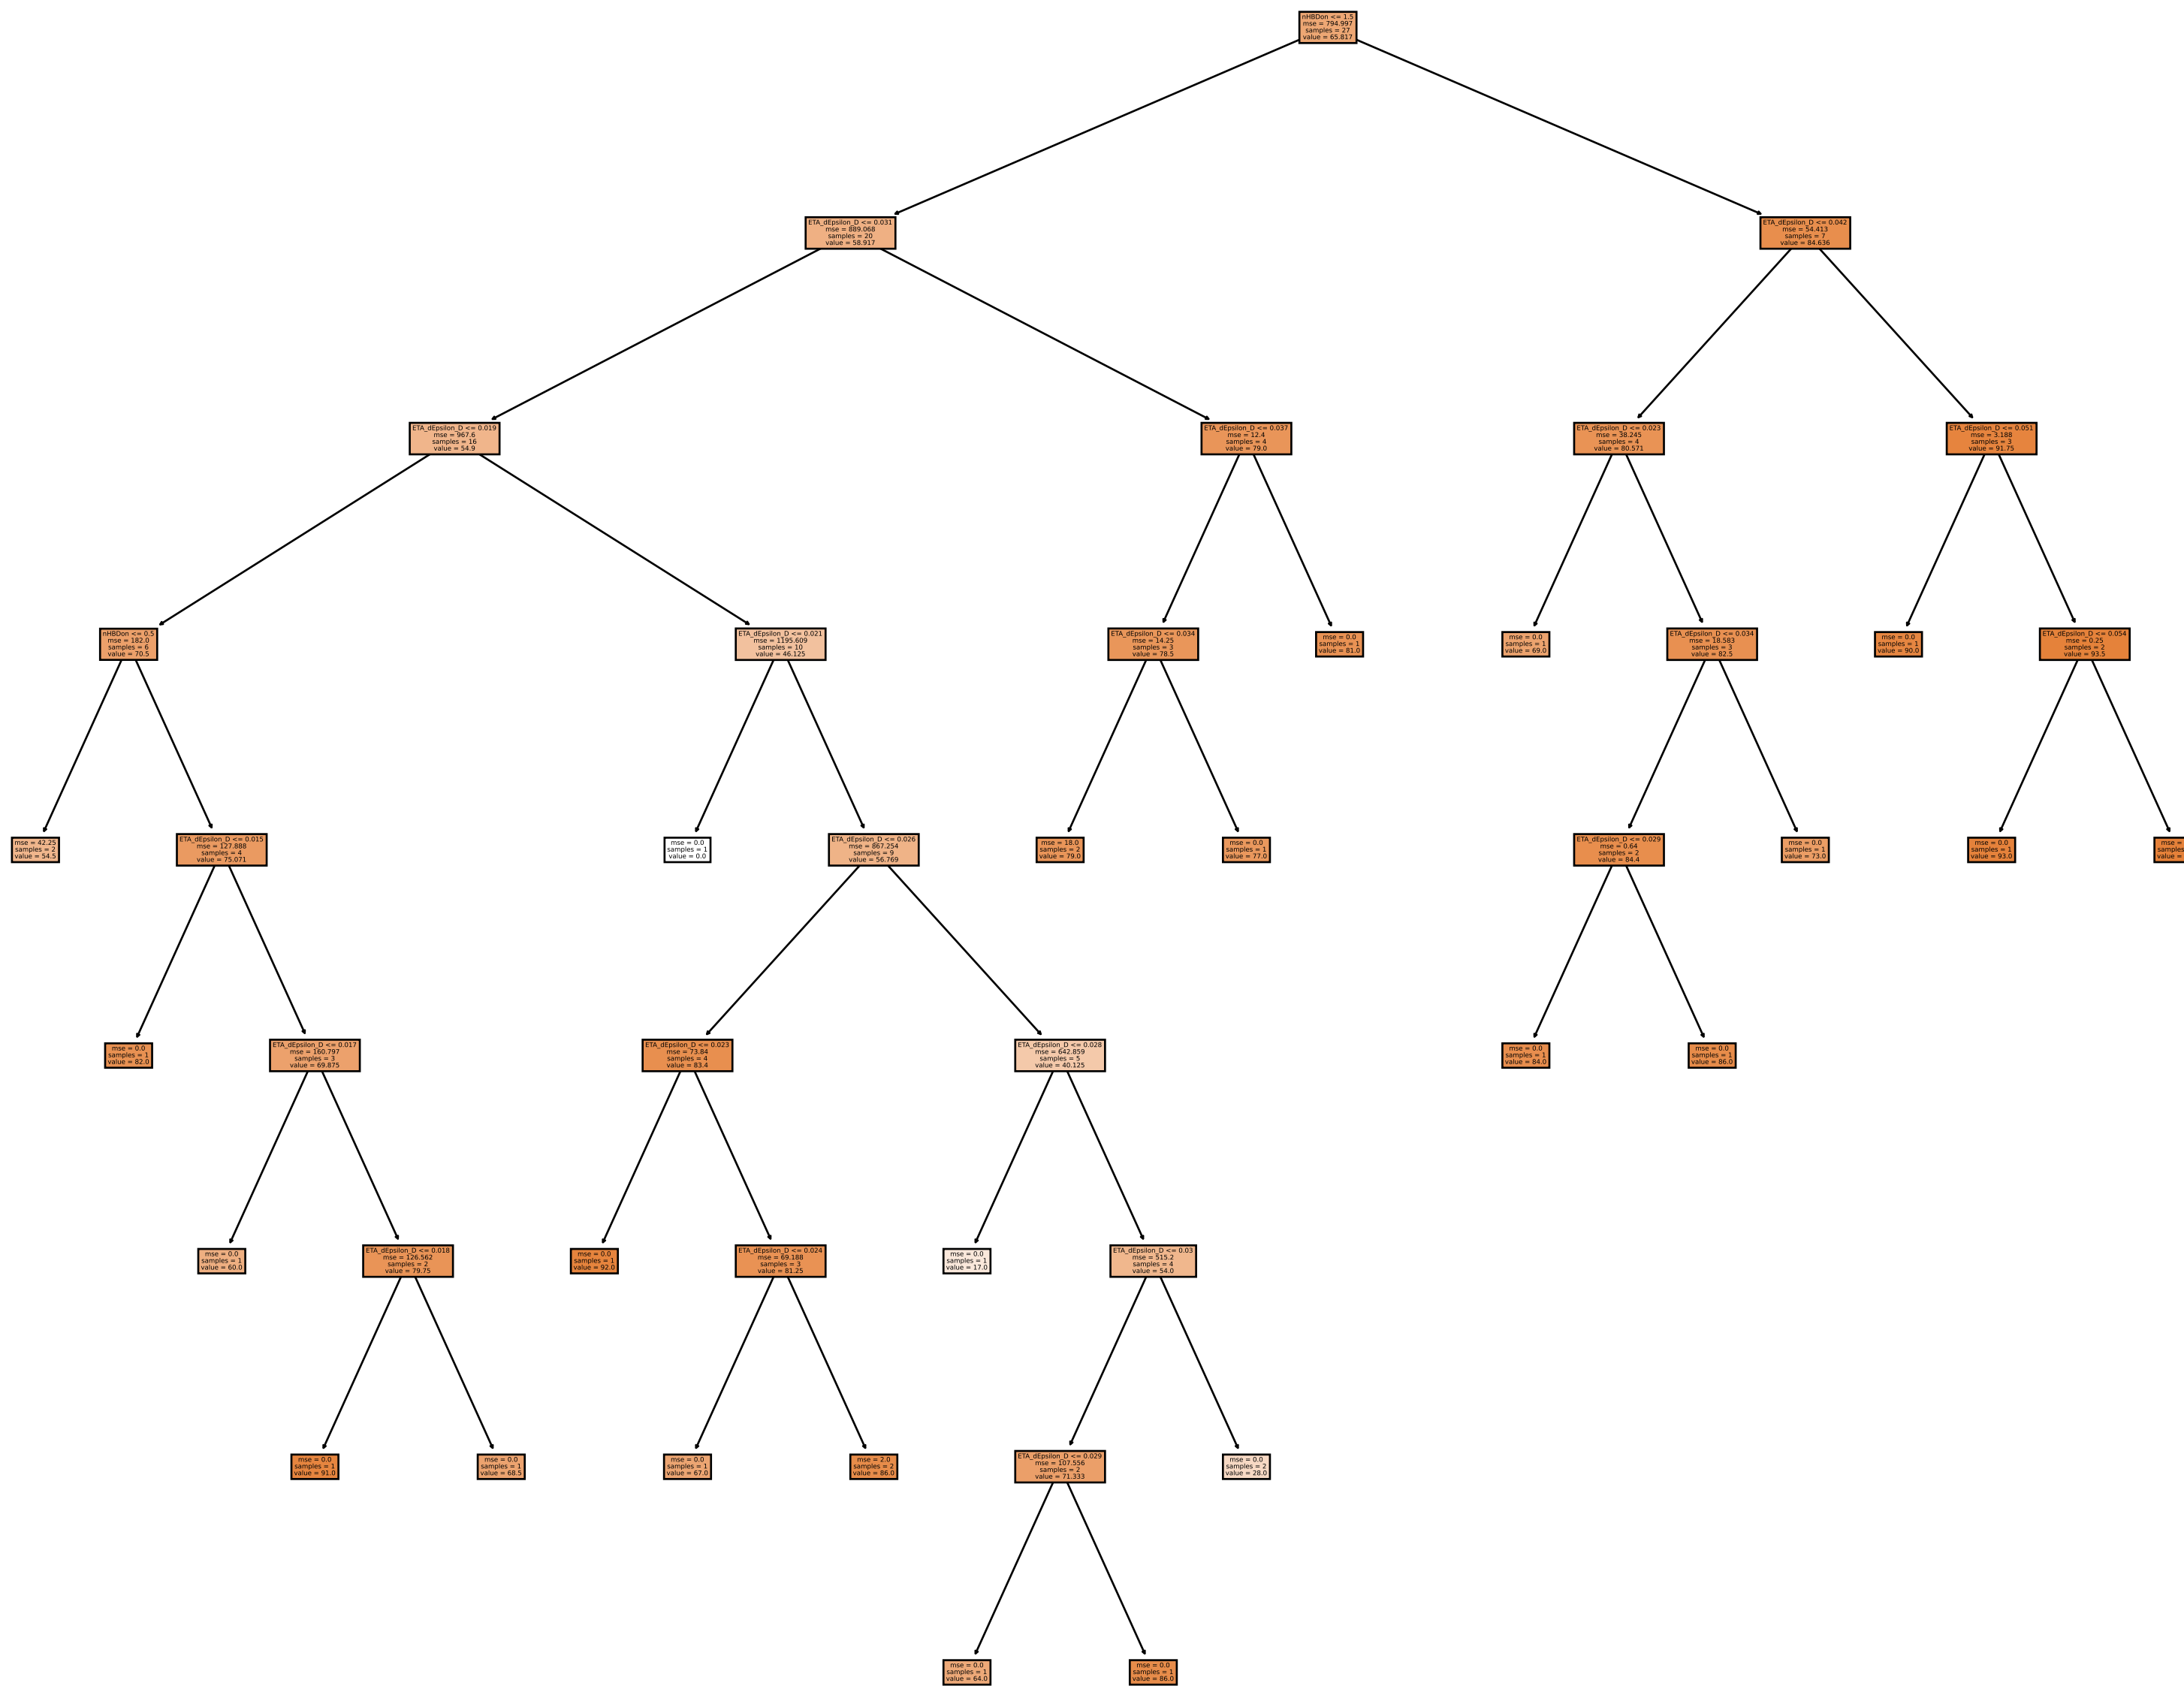 nHBDon <= 1.5
mse = 794.997
samples = 27
value = 65.817
ETA_dEpsilon_D <= 0.031
mse = 889.068
samples = 20
value = 58.917
ETA_dEpsilon_D <= 0.042
mse = 54.413
samples = 7
value = 84.636
ETA_dEpsilon_D <= 0.019
mse = 967.6
samples = 16
value = 54.9
ETA_dEpsilon_D <= 0.037
mse = 12.4
samples = 4
value = 79.0
ETA_dEpsilon_D <= 0.023
mse = 38.245
samples = 4
value = 80.571
ETA_dEpsilon_D <= 0.051
mse = 3.188
samples = 3
value = 91.75
nHBDon <= 0.5
mse = 182.0
samples = 6
value = 70.5
ETA_dEpsilon_D <= 0.021
mse = 1195.609
samples = 10
value = 46.125
ETA_dEpsilon_D <= 0.034
mse = 14.25
samples = 3
value = 78.5
mse = 0.0
samples = 1
value = 81.0
mse = 0.0
samples = 1
value = 69.0
ETA_dEpsilon_D <= 0.034
mse = 18.583
samples = 3
value = 82.5
mse = 0.0
samples = 1
value = 90.0
ETA_dEpsilon_D <= 0.054
mse = 0.25
samples = 2
value = 93.5
mse = 42.25
samples = 2
value = 54.5
ETA_dEpsilon_D <= 0.015
mse = 127.888
samples = 4
value = 75.071
mse = 0.0
samples = 1
value = 0.0
ETA_dEpsilon_D <= 0.026
mse = 867.254
samples = 9
value = 56.769
mse = 18.0
samples = 2
value = 79.0
mse = 0.0
samples = 1
value = 77.0
ETA_dEpsilon_D <= 0.029
mse = 0.64
samples = 2
value = 84.4
mse = 0.0
samples = 1
value = 73.0
mse = 0.0
samples = 1
value = 93.0
mse =
samples
value =
mse = 0.0
samples = 1
value = 82.0
ETA_dEpsilon_D <= 0.017
mse = 160.797
samples = 3
value = 69.875
ETA_dEpsilon_D <= 0.023
mse = 73.84
samples = 4
value = 83.4
ETA_dEpsilon_D <= 0.028
mse = 642.859
samples = 5
value = 40.125
mse = 0.0
samples = 1
value = 84.0
mse = 0.0
samples = 1
value = 86.0
mse = 0.0
samples = 1
value = 60.0
ETA_dEpsilon_D <= 0.018
mse = 126.562
samples = 2
value = 79.75
mse = 0.0
samples = 1
value = 92.0
ETA_dEpsilon_D <= 0.024
mse = 69.188
samples = 3
value = 81.25
mse = 0.0
samples = 1
value = 17.0
ETA_dEpsilon_D <= 0.03
mse = 515.2
samples = 4
value = 54.0
mse = 0.0
samples = 1
value = 91.0
mse = 0.0
samples = 1
value = 68.5
mse = 0.0
samples = 1
value = 67.0
mse = 2.0
samples = 2
value = 86.0
ETA_dEpsilon_D <= 0.029
mse = 107.556
samples = 2
value = 71.333
mse = 0.0
samples = 2
value = 28.0
mse = 0.0
samples = 1
value = 64.0
mse = 0.0
samples = 1
value = 86.0